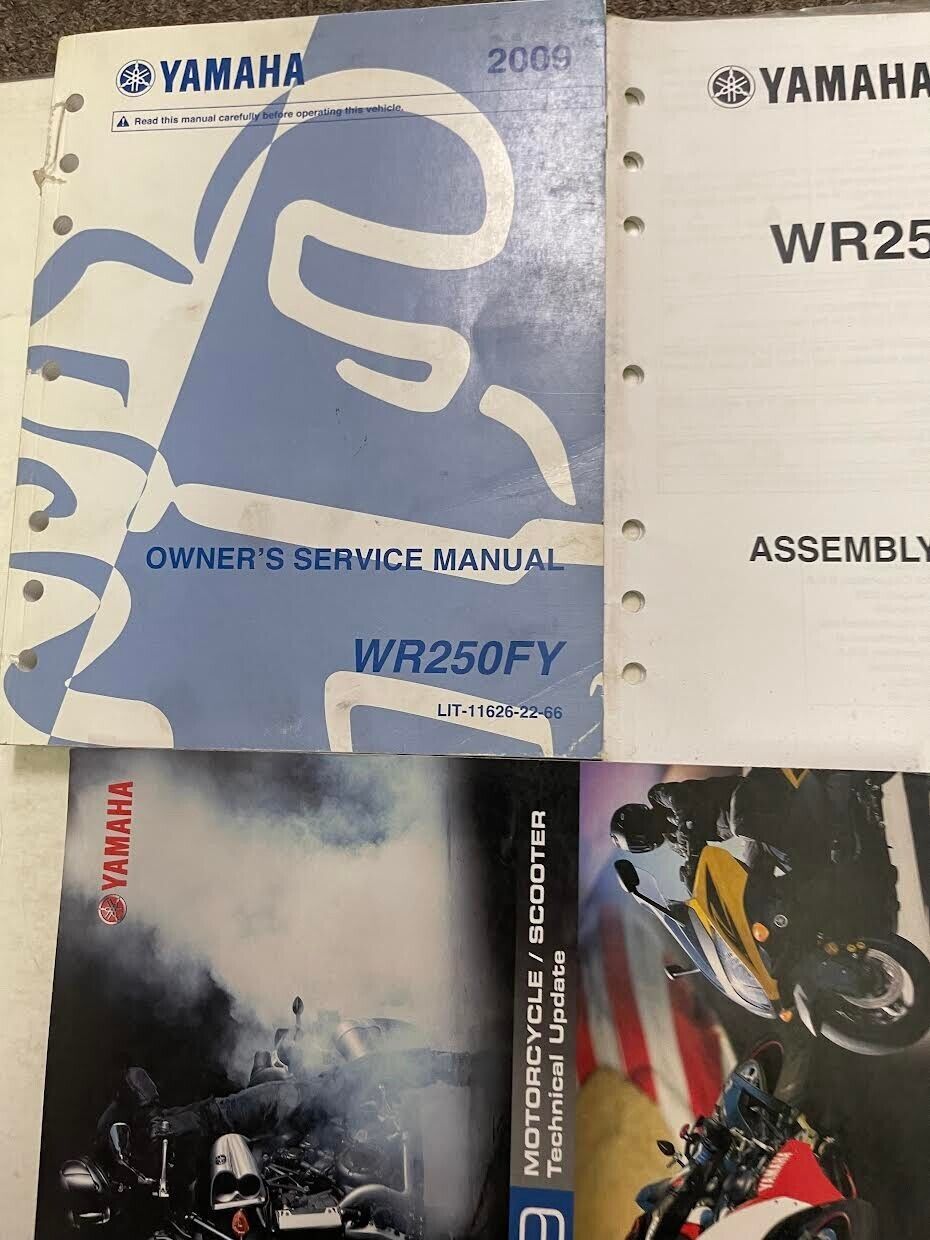 YAMAHA 2009
Read this manual carefully before operating this vehicle.
OWNER'S SERVICE MANUAL
WR250FY
LIT-11626-22-66
YAMAHA
WR25
ASSEMBLY
YAMAHA
MOTORCYCLE / SCOOTER
Technical Update
YAMAHA